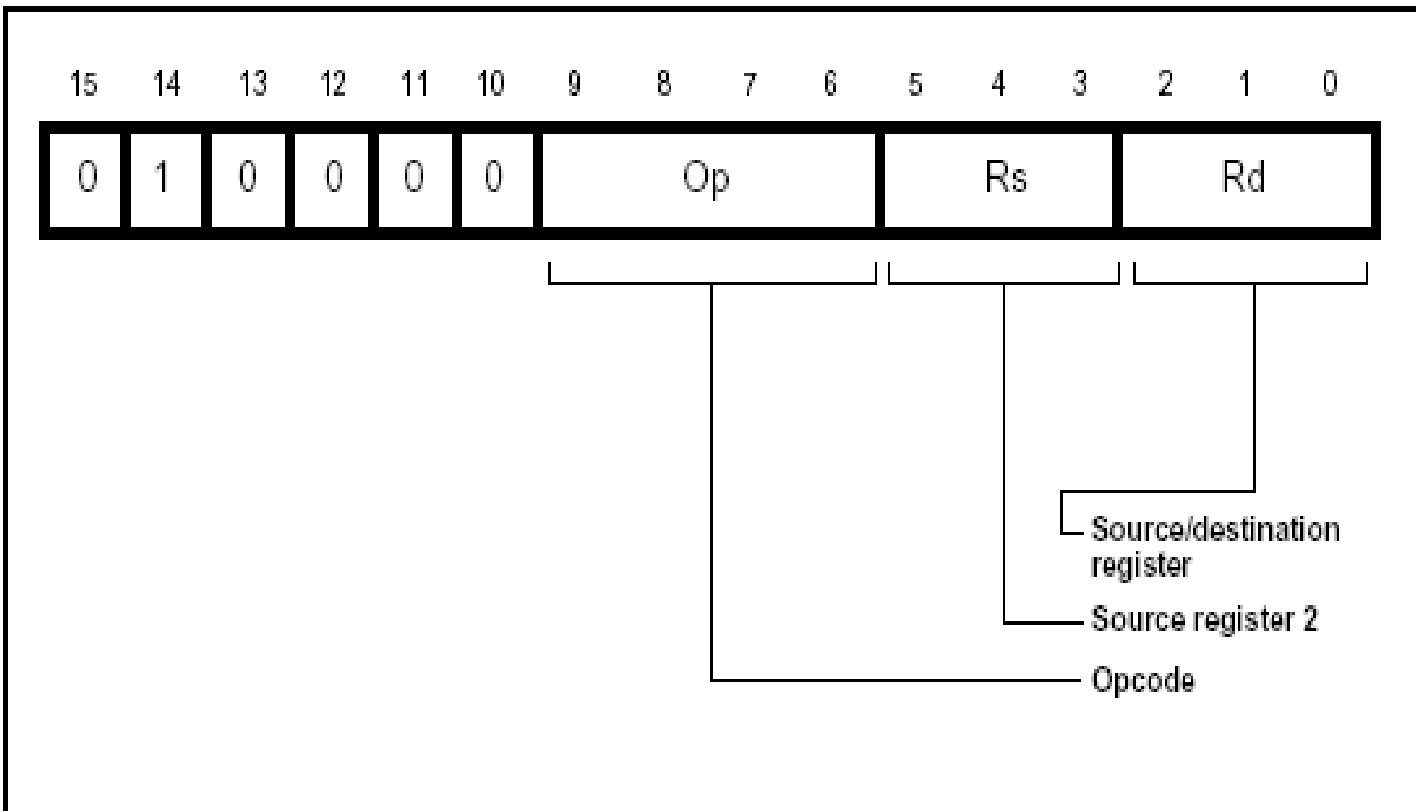 15 14 13 12 11 10 9 8 7 6 5 4 3 2 1 0
0 1 0 0 0 0 Op Rs Rd
Source/destination
register
Source register 2
Opcode